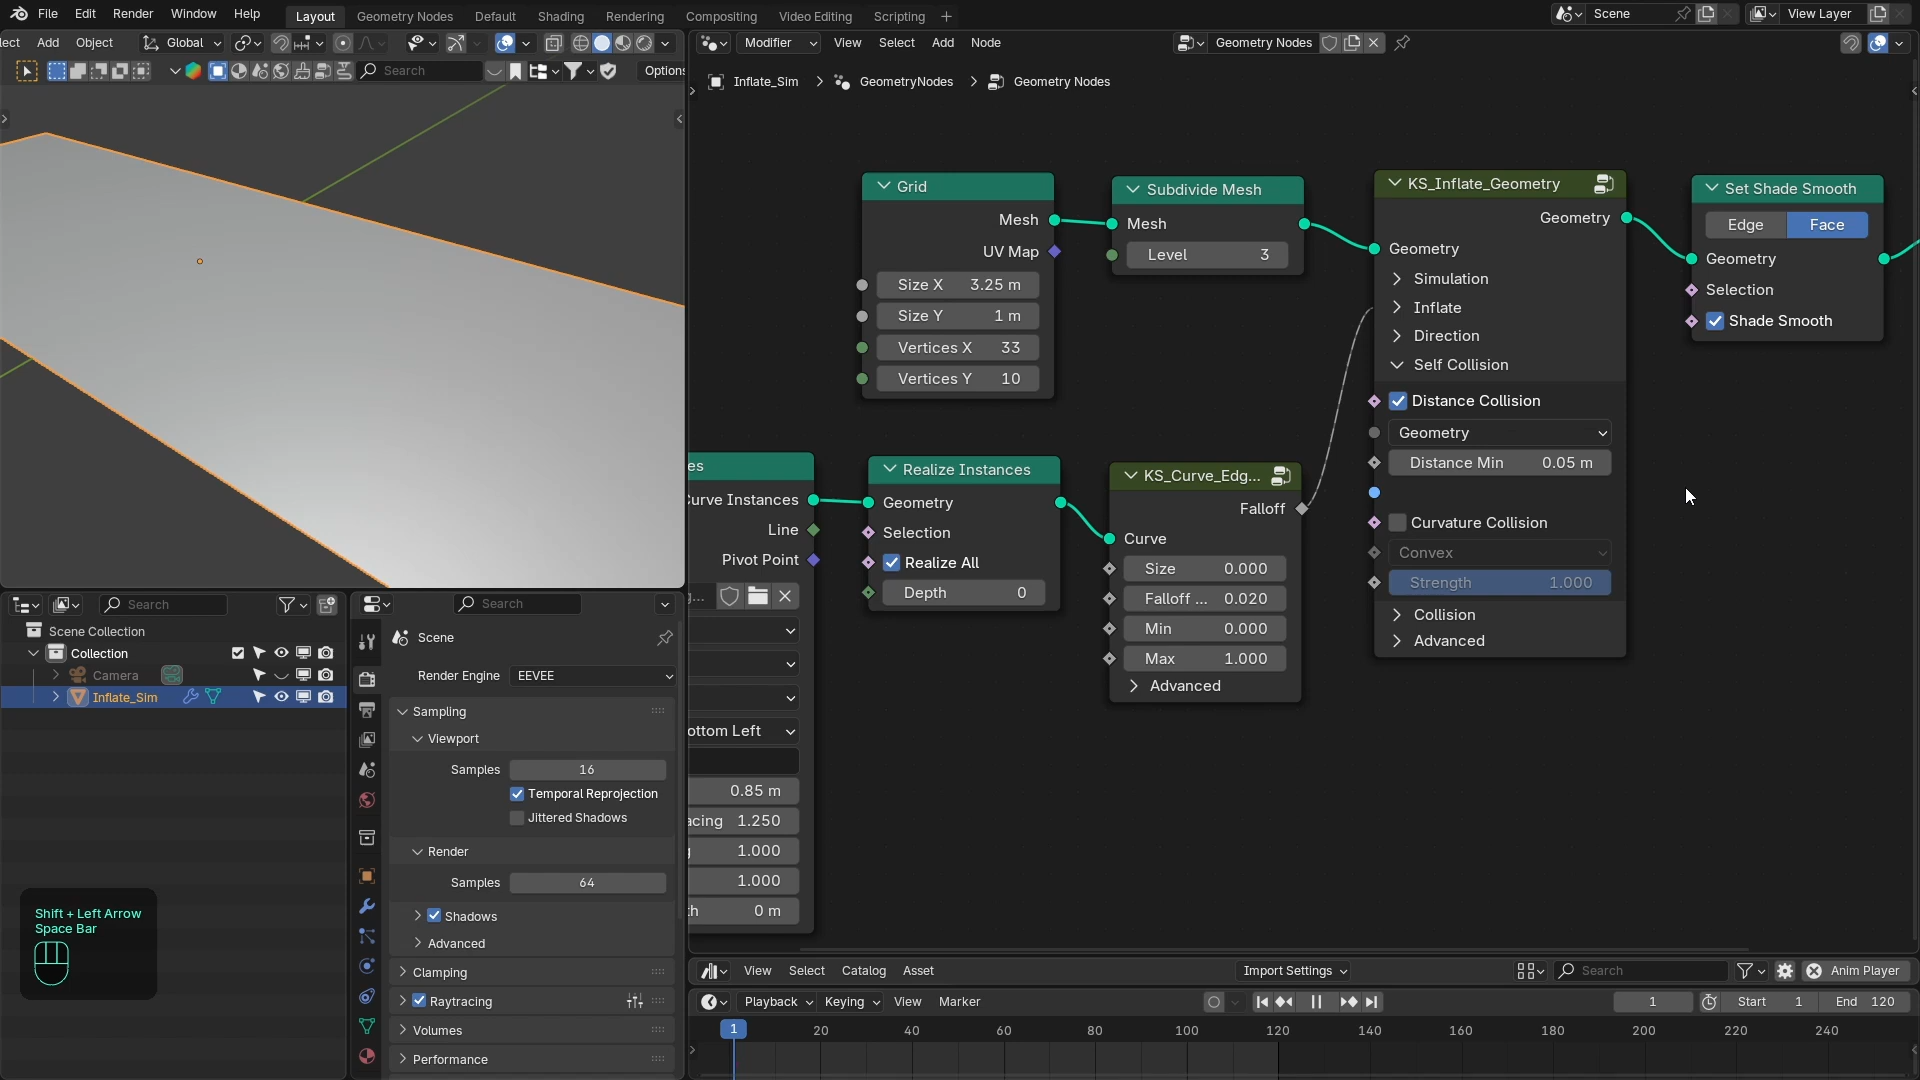 File Edit Render Window Help Layout Geometry Nodes Default Shading Rendering Compositing Video Editing Scripting + Scene View Layer
lect Add Object Global Modifier View Select Add Node Geometry Nodes
Search Options
Inflate_Sim > GeometryNodes > Geometry Nodes
Grid
Mesh
UV Map
Size X 3.25 m
Size Y 1 m
Vertices X 33
Vertices Y 10
Subdivide Mesh
Mesh
Level 3
KS_Inflate_Geometry
Geometry
Geometry
Simulation
Inflate
Direction
Self Collision
Distance Collision
Geometry
Distance Min 0.05 m
Curvature Collision
Convex
Strength 1.000
Collision
Advanced
Set Shade Smooth
Edge Face
Geometry
Selection
Shade Smooth
es
Curve Instances
Line
Pivot Point
ottom Left
0.85 m
acing 1.250
1.000
1.000
th 0 m
Realize Instances
Geometry
Selection
Realize All
Depth 0
KS_Curve_Edg...
Falloff
Curve
Size 0.000
Falloff ... 0.020
Min 0.000
Max 1.000
Advanced
Search
Scene Collection
Collection
Camera
Inflate_Sim
Shift + Left Arrow
Space Bar
Search
Scene
Render Engine EEVEE
Sampling
Viewport
Samples 16
Temporal Reprojection
Jittered Shadows
Render
Samples 64
Shadows
Advanced
Clamping
Raytracing
Volumes
Performance
View Select Catalog Asset Import Settings Search Anim Player
Playback Keying View Marker 1 Start 1 End 120
1 20 40 60 80 100 120 140 160 180 200 220 240